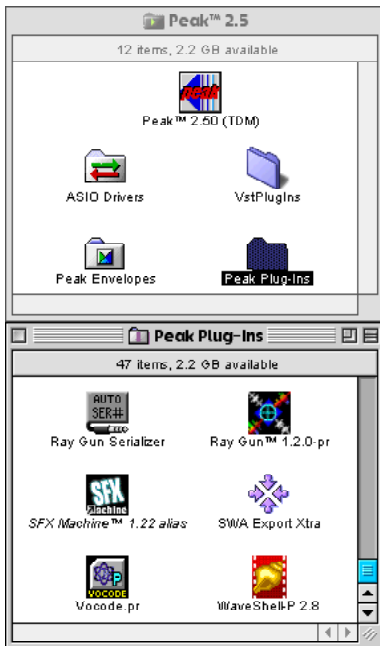 Peak™ 2.5
12 items, 2.2 GB available
peak
Peak™ 2.50 (TDM)
ASIO Drivers
VstPlugIns
Peak Envelopes
Peak Plug-Ins
Peak Plug-Ins
47 items, 2.2 GB available
AUTO
SER#
Ray Gun Serializer
Ray Gun™ 1.2.0-pr
SFX
Machine
SFX Machine™ 1.22 alias
SWA Export Xtra
P
VOCODE
Vocode.pr
WaveShell-P 2.8